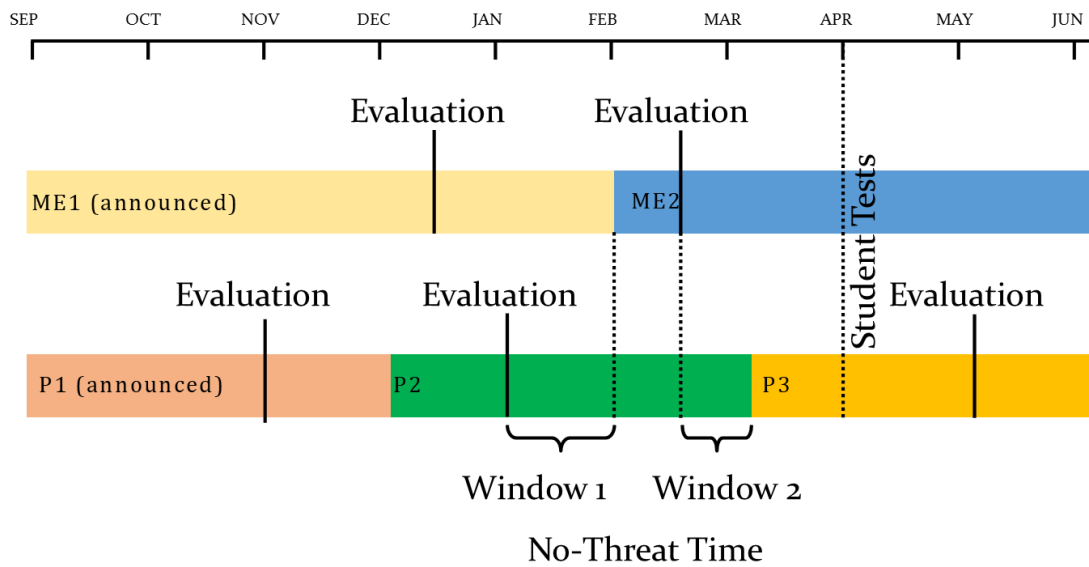 SEP OCT NOV DEC JAN FEB MAR APR MAY JUN
Evaluation Evaluation
ME1 (announced) ME2
Student Tests
Evaluation Evaluation Evaluation
P1 (announced) P2 P3
Window 1 Window 2
No-Threat Time